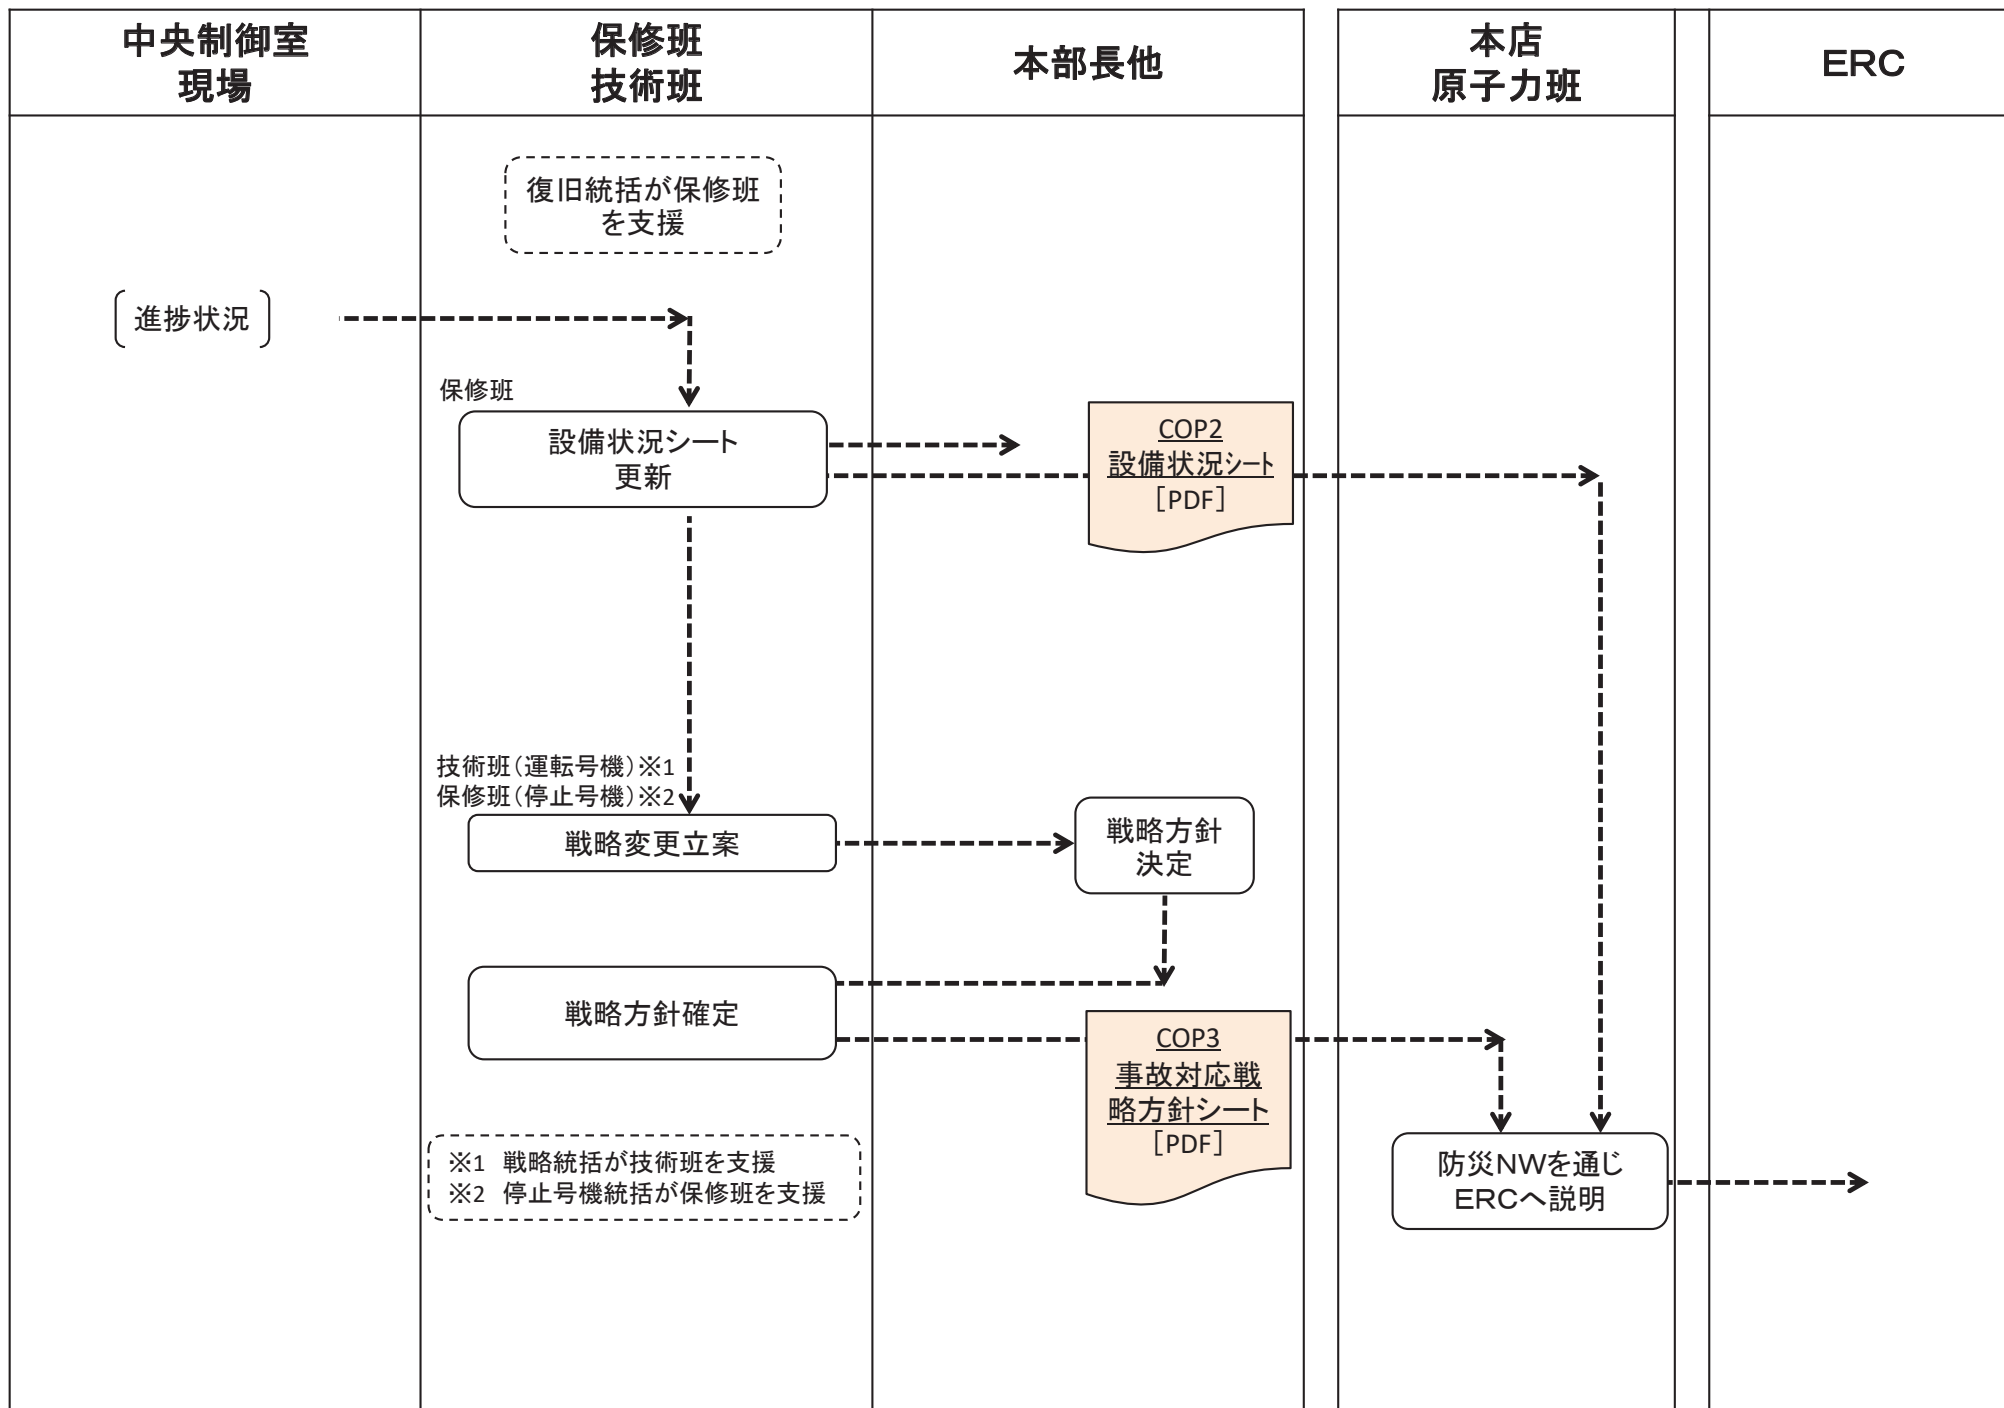 中央制御室
現場
保修班
技術班
本部長他
本店
原子力班
ERC
復旧統括が保修班
を支援
進捗状況
保修班
設備状況シート
更新
COP2
設備状況シート
[PDF]
技術班(運転号機)※1
保修班(停止号機)※2
戦略変更立案
戦略方針
決定
戦略方針確定
COP3
事故対応戦
略方針シート
[PDF]
※1 戦略統括が技術班を支援
※2 停止号機統括が保修班を支援
防災NWを通じ
ERCへ説明